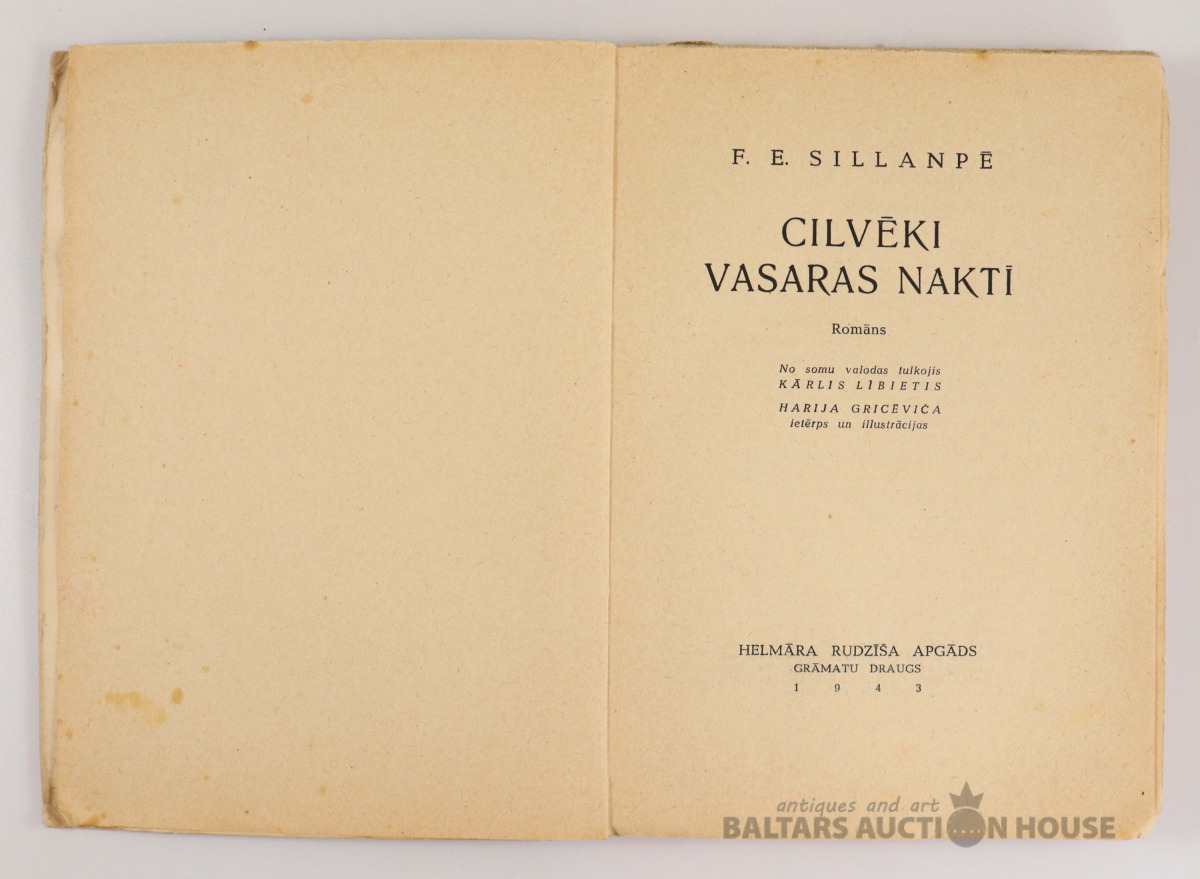 F. E. SILLANPĒ
CILVĒKI
VASARAS NAKTĪ
Romāns
No somu valodas tulkojis
KĀRLIS LĪBIETIS
HARIJA GRICĒVIČA
ietērps un illustrācijas
HELMĀRA RUDZĪŠA APGĀDS
GRĀMATU DRAUGS
1 9 4 3
antiques and art
BALTARS AUCTION HOUSE